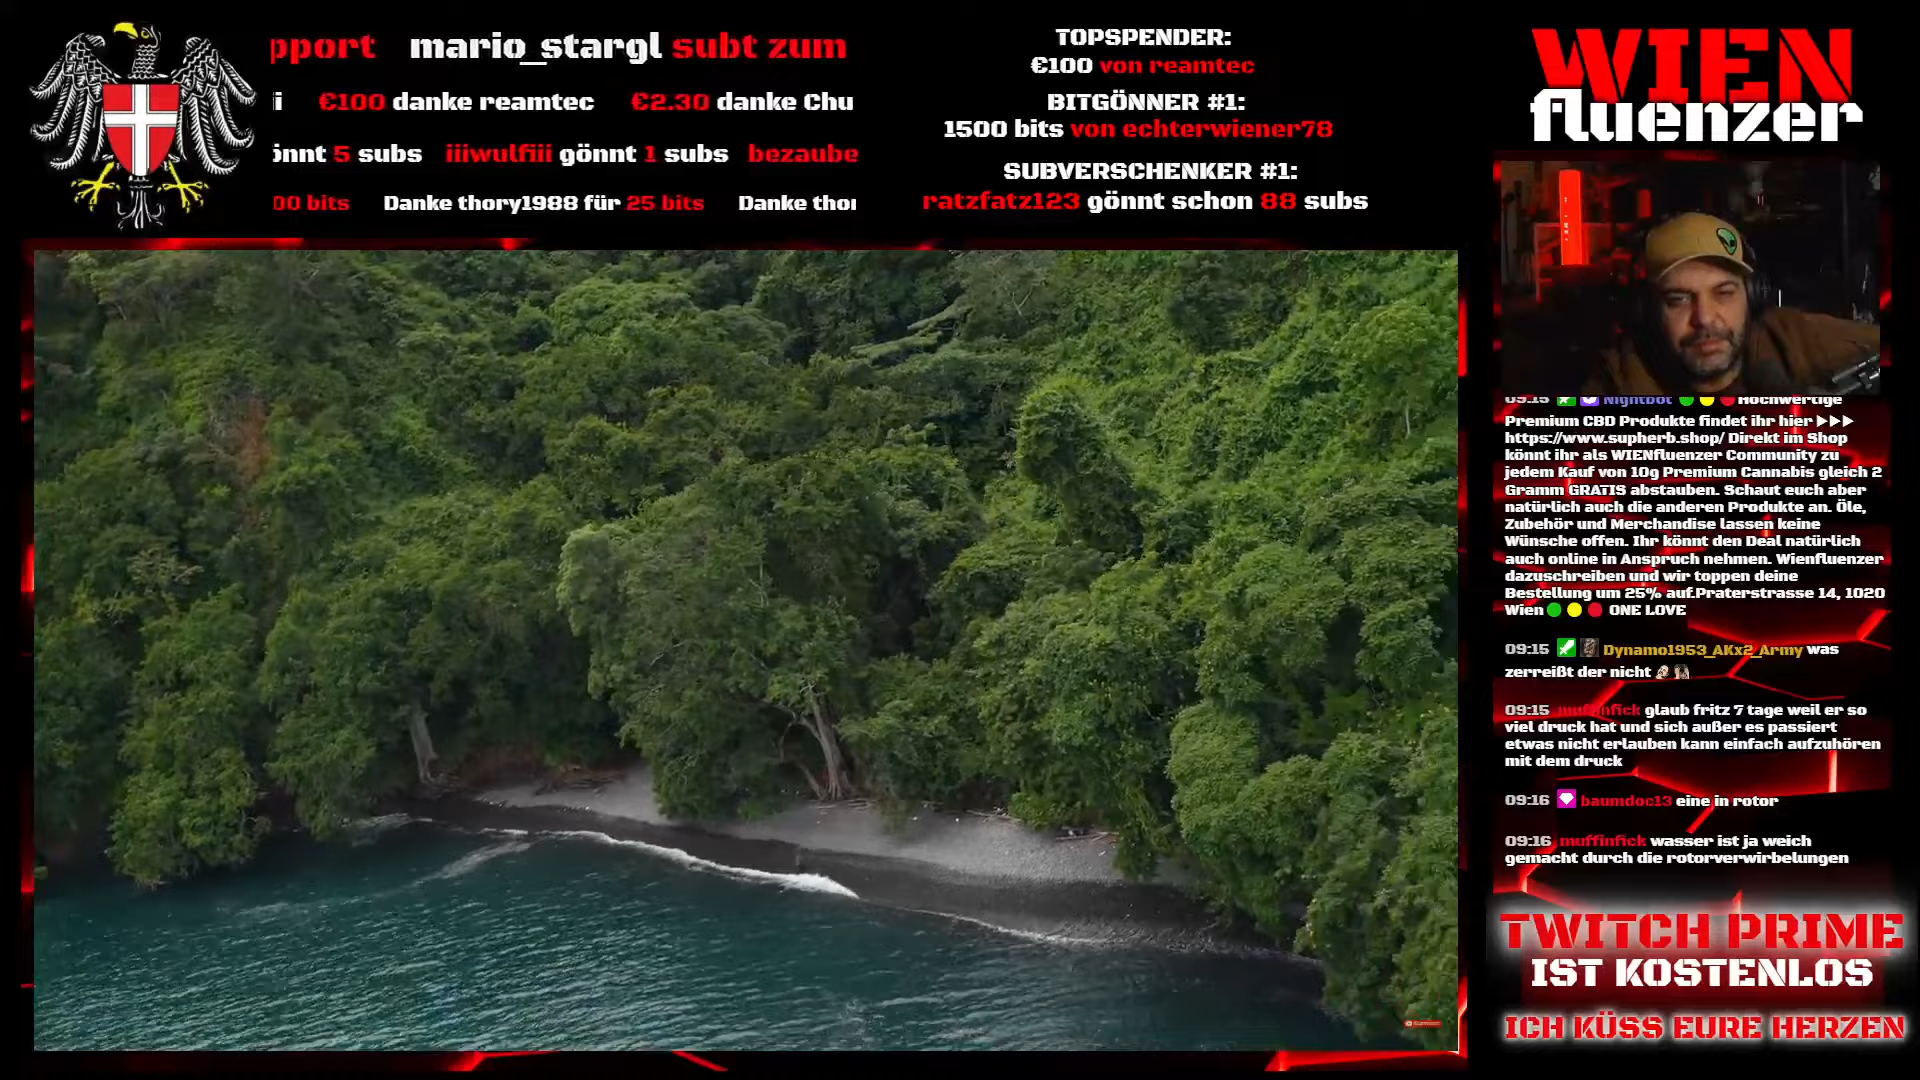 pport mario_stargl subt zum
€100 danke reamtec €2.30 danke Chu
önnt 5 subs iiiwulfiii gönnt 1 subs bezaube
00 bits Danke thory1988 für 25 bits Danke tho
TOPSPENDER:
€100 von reamtec
BITGÖNNER #1:
1500 bits von echterwiener78
SUBVERSCHENKER #1:
ratzfatz123 gönnt schon 88 subs
WIEN
fluenzer
09:15 Nightbot Hochwertige
Premium CBD Produkte findet ihr hier ▶▶▶
https://www.supherb.shop/ Direkt im Shop
könnt ihr als WIENfluenzer Community zu
jedem Kauf von 10g Premium Cannabis gleich 2
Gramm GRATIS abstauben. Schaut euch aber
natürlich auch die anderen Produkte an. Öle,
Zubehör und Merchandise lassen keine
Wünsche offen. Ihr könnt den Deal natürlich
auch online in Anspruch nehmen. Wienfluenzer
dazuschreiben und wir toppen deine
Bestellung um 25% auf.Praterstrasse 14, 1020
Wien ONE LOVE
09:15 Dynamo1953_AKx2_Army was
zerreißt der nicht
09:15 muffinfick glaub fritz 7 tage weil er so
viel druck hat und sich außer es passiert
etwas nicht erlauben kann einfach aufzuhören
mit dem druck
09:16 baumdoc13 eine in rotor
09:16 muffinfick wasser ist ja weich
gemacht durch die rotorverwirbelungen
TWITCH PRIME
IST KOSTENLOS
ICH KÜSS EURE HERZEN